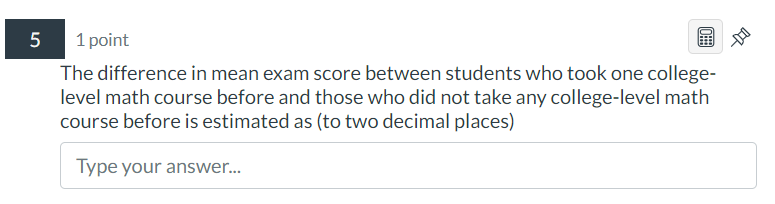 5
1 point
The difference in mean exam score between students who took one college-
level math course before and those who did not take any college-level math
course before is estimated as (to two decimal places)
Type your answer...